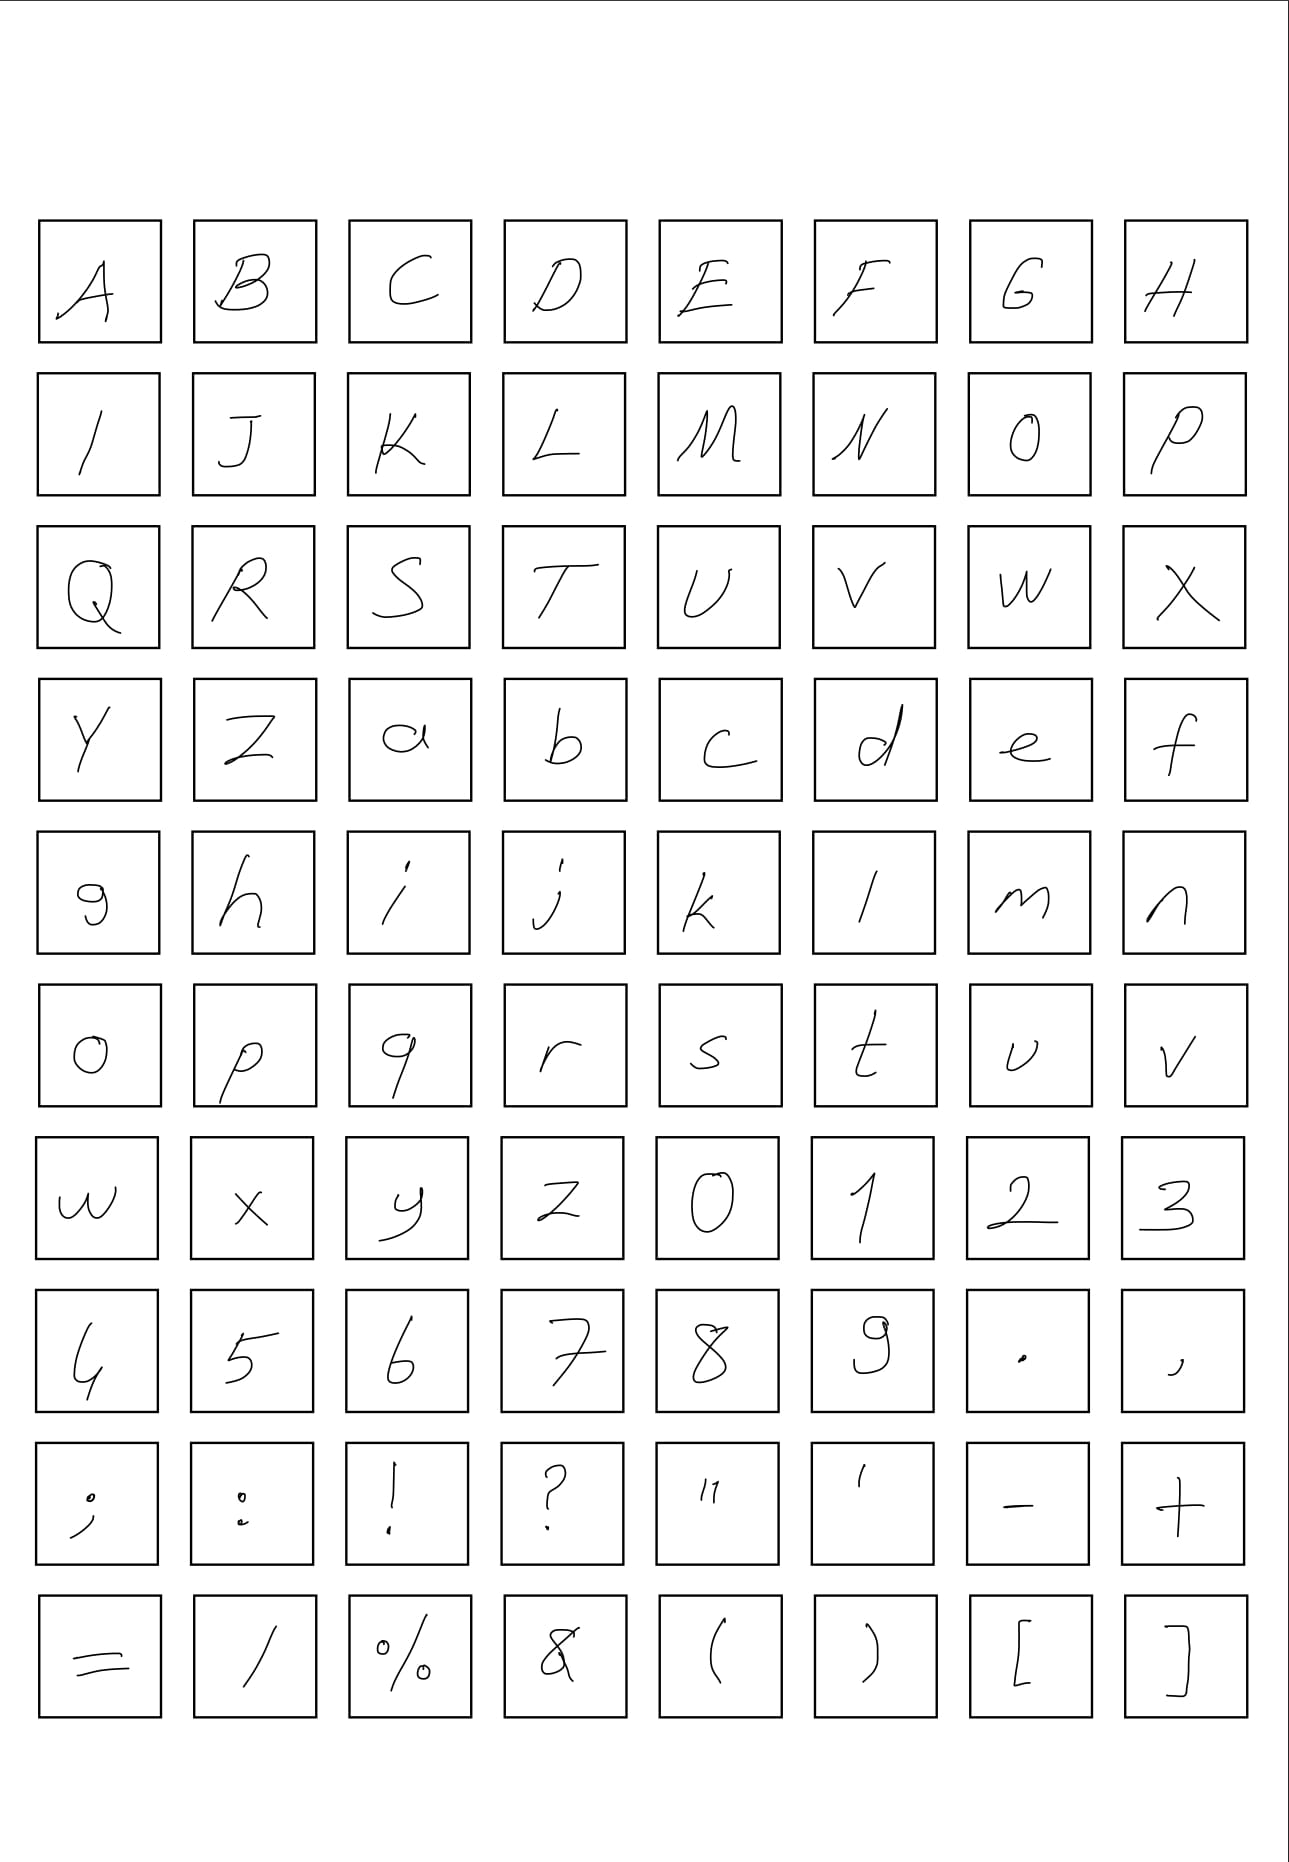 A B C D E F G H
I J K L M N O P
Q R S T U V W X
Y Z a b c d e f
g h i j k l m n
o p q r s t u v
w x y z 0 1 2 3
4 5 6 7 8 9 . ,
; : ! ? " ' - +
= / % & ( ) [ ]